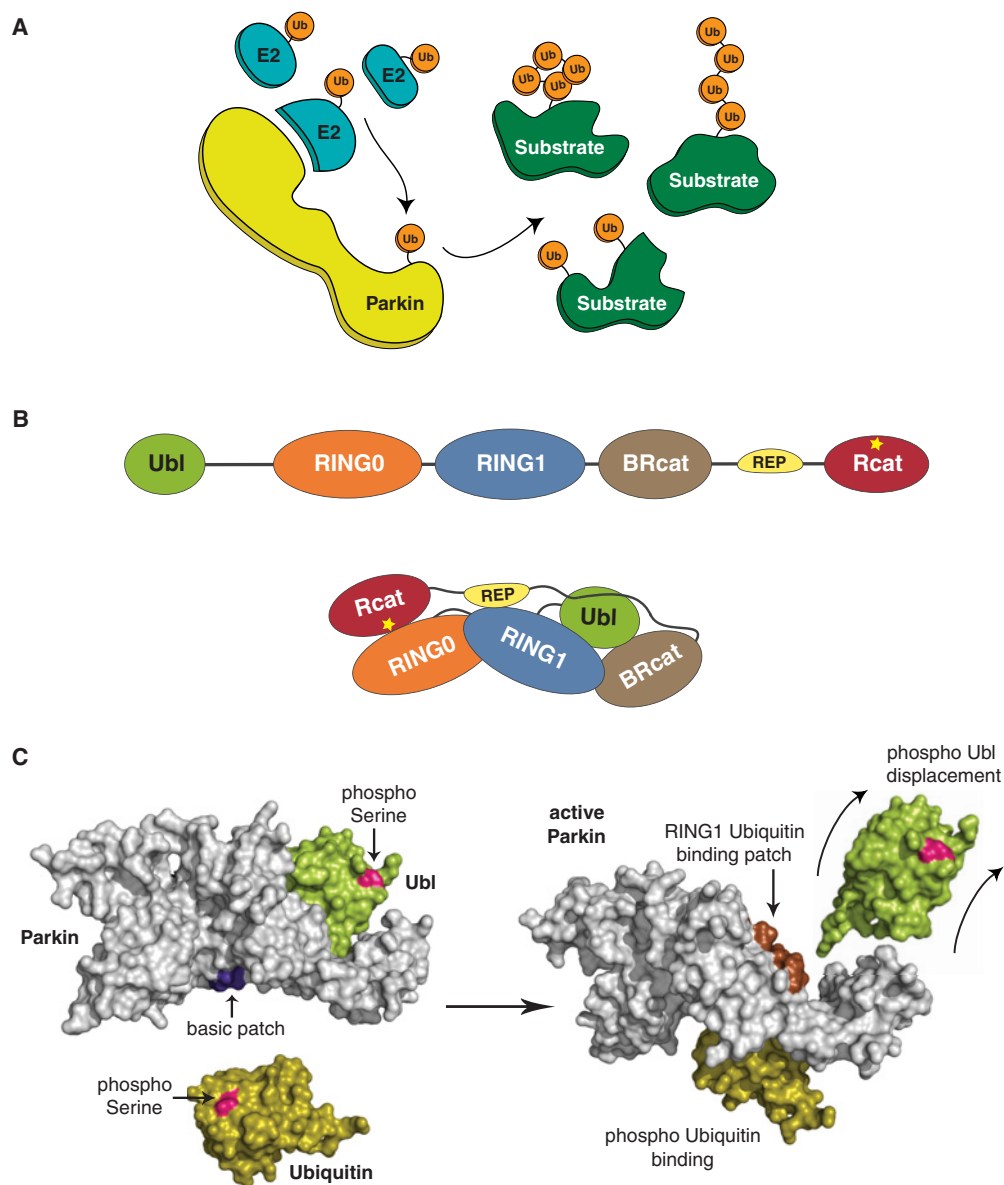 A
Ub
E2
Ub
E2
Ub
E2
Ub
Parkin
Ub
Ub
Ub
Ub
Ub
Substrate
Ub
Ub
Ub
Ub
Substrate
Ub
Ub
Substrate
B
Ubl
RING0
RING1
BRcat
REP
Rcat
Rcat
REP
Ubl
RING0
RING1
BRcat
C
phospho
Serine
Ubl
Parkin
basic patch
phospho
Serine
Ubiquitin
active
Parkin
RING1 Ubiquitin
binding patch
phospho Ubl
displacement
phospho Ubiquitin
binding